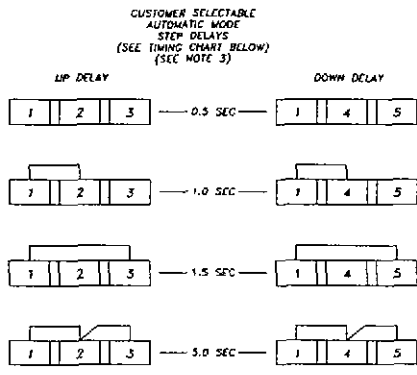 CUSTOMER SELECTABLE
AUTOMATIC MODE
STEP DELAYS
(SEE TIMING CHART BELOW)
(SEE NOTE 3)
UP DELAY DOWN DELAY
1 2 3 0.5 SEC 1 4 5
1 2 3 1.0 SEC 1 4 5
1 2 3 1.5 SEC 1 4 5
1 2 3 5.0 SEC 1 4 5